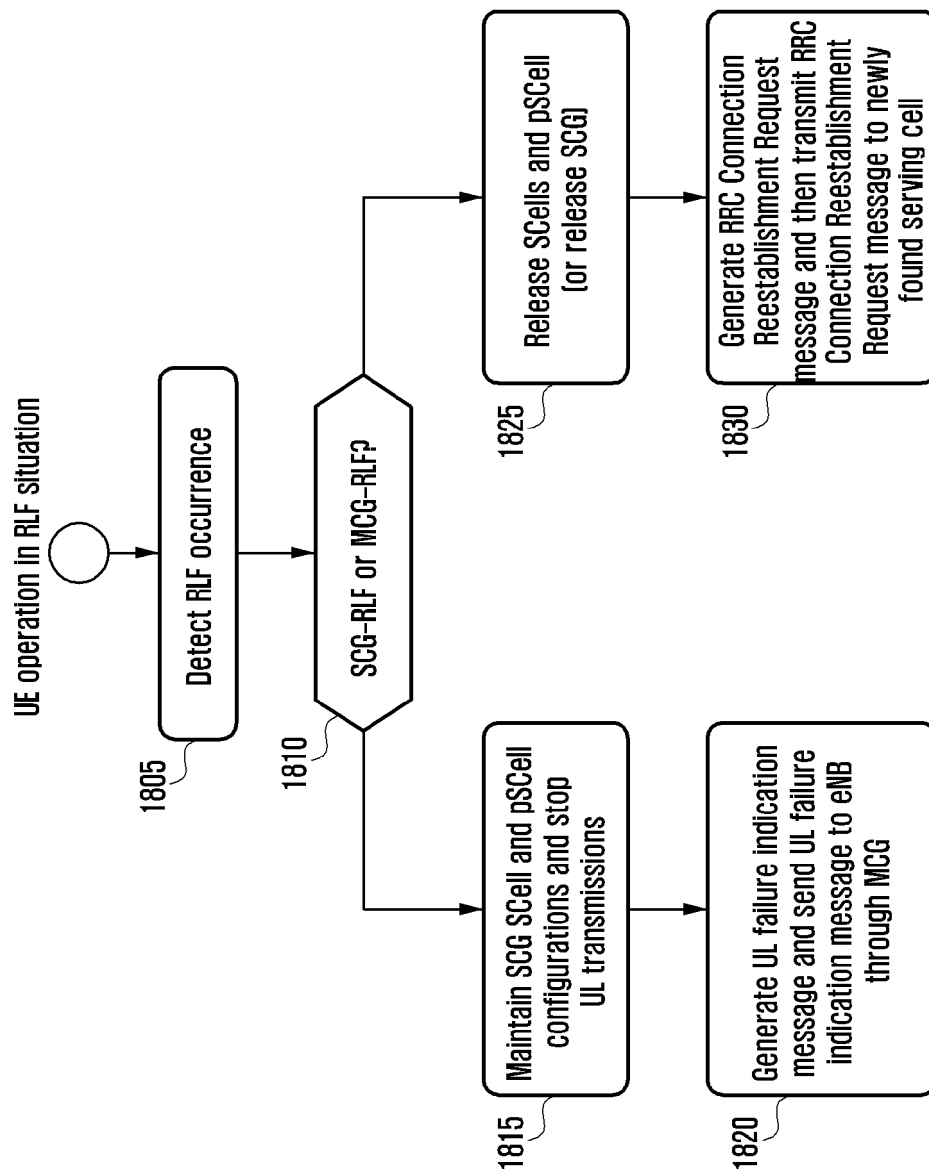 UE operation in RLF situation
Detect RLF occurrence
1805
SCG-RLF or MCG-RLF?
1810
Maintain SCG SCell and pSCell
configurations and stop
UL transmissions
1815
Generate UL failure indication
message and send UL failure
indication message to eNB
through MCG
1820
Release SCells and pSCell
(or release SCG)
1825
Generate RRC Connection
Reestablishment Request
message and then transmit RRC
Connection Reestablishment
Request message to newly
found serving cell
1830